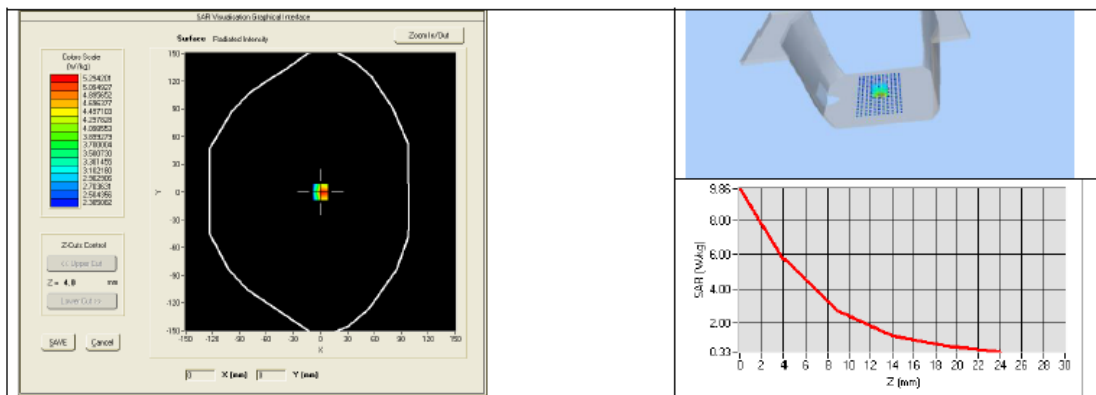 SAR Visualisation Graphical Interface
Surface Radiated Intensity
Zoom In/Out
Colors Scale
(W/kg)
5.294201
5.094927
4.895652
4.696377
4.497103
4.297828
4.098553
3.899279
3.700004
3.500730
3.301455
3.102180
2.902906
2.703631
2.504356
2.305082
Z-Cuts Control
<< Upper Cut
Z = 4.0 mm
Lower Cut >>
SAVE Cancel
150
120
90
60
30
Y 0
-30
-60
-90
-120
-150
-150 -120 -90 -60 -30 0 30 60 90 120 150
X
0 X (mm) Y (mm)
9.86
8.00
6.00
4.00
2.00
0.33
SAR (W/kg)
0 2 4 6 8 10 12 14 16 18 20 22 24 26 28 30
Z (mm)